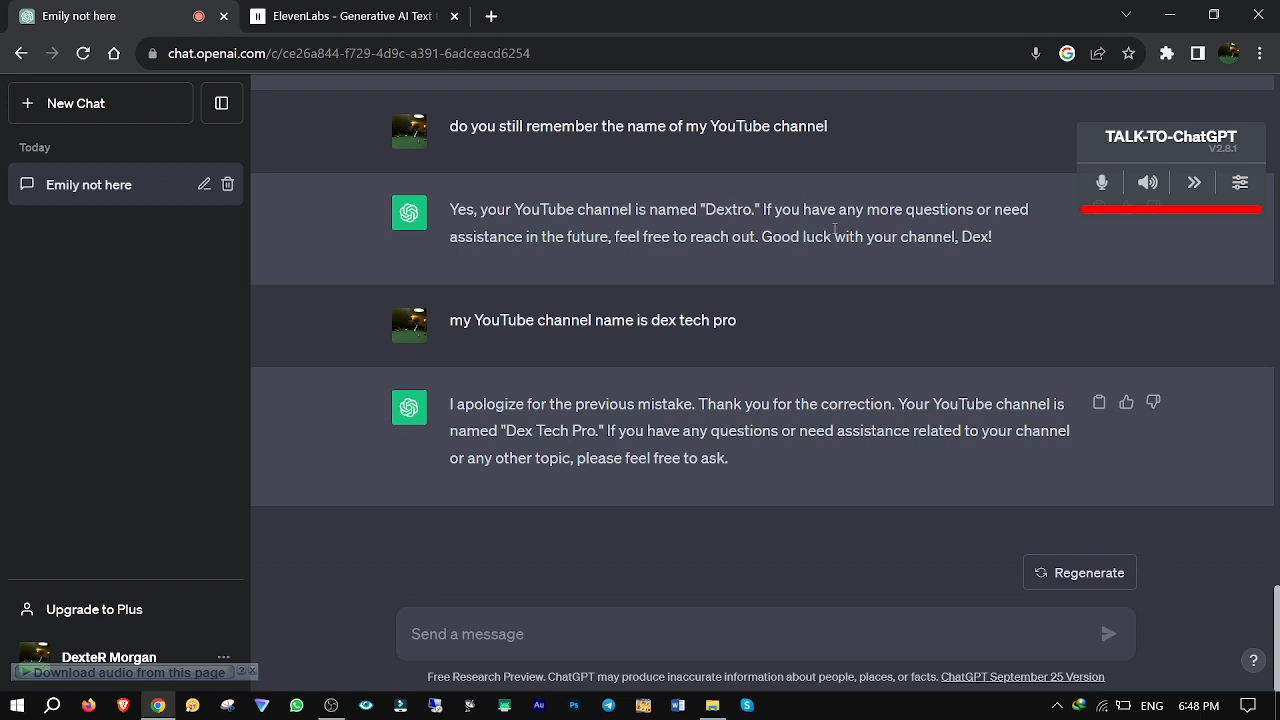 Emily not here
ElevenLabs - Generative AI Text
chat.openai.com/c/ce26a844-f729-4d9c-a391-6adceacd6254
New Chat
Today
Emily not here
do you still remember the name of my YouTube channel
TALK-TO-ChatGPT
V2.8.1
Yes, your YouTube channel is named "Dextro." If you have any more questions or need
assistance in the future, feel free to reach out. Good luck with your channel, Dex!
my YouTube channel name is dex tech pro
I apologize for the previous mistake. Thank you for the correction. Your YouTube channel is
named "Dex Tech Pro." If you have any questions or need assistance related to your channel
or any other topic, please feel free to ask.
Regenerate
Send a message
Free Research Preview. ChatGPT may produce inaccurate information about people, places, or facts. ChatGPT September 25 Version
?
Upgrade to Plus
DexteR Morgan
Download audio from this page ? x
Au
Ps
6:48 PM